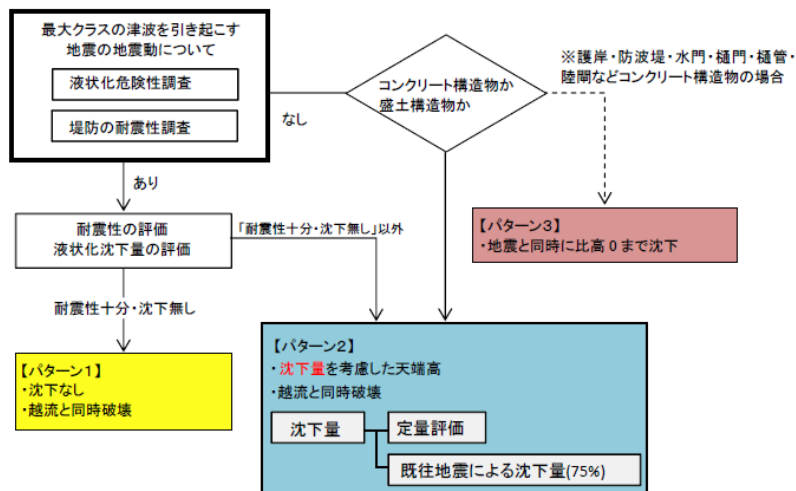 最大クラスの津波を引き起こす
地震の地震動について
液状化危険性調査
堤防の耐震性調査
なし
コンクリート構造物か
盛土構造物か
※護岸・防波堤・水門・樋門・樋管・
陸閘などコンクリート構造物の場合
あり
耐震性の評価
液状化沈下量の評価
「耐震性十分・沈下無し」以外
【パターン3】
・地震と同時に比高0まで沈下
耐震性十分・沈下無し
【パターン1】
・沈下なし
・越流と同時破壊
【パターン2】
・沈下量を考慮した天端高
・越流と同時破壊
沈下量
定量評価
既往地震による沈下量(75%)